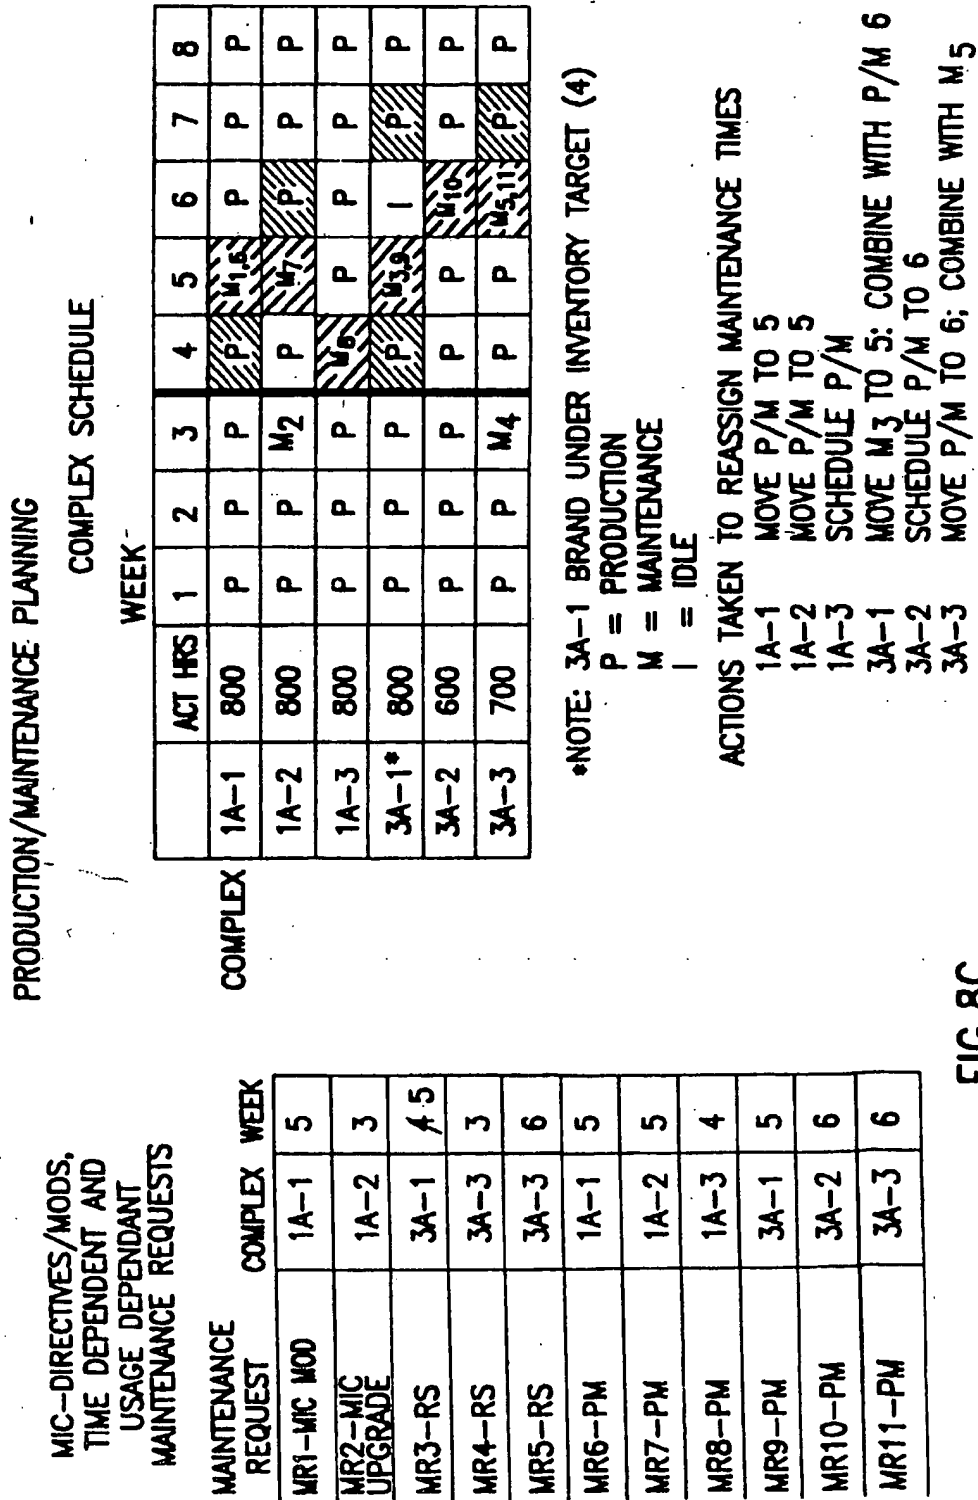 PRODUCTION/MAINTENANCE PLANNING
MIC-DIRECTIVES/MODS,
TIME DEPENDENT AND
USAGE DEPENDANT
MAINTENANCE REQUESTS
MAINTENANCE
REQUEST COMPLEX WEEK
MR1-MIC MOD 1A-1 5
MR2-MIC
UPGRADE 1A-2 3
MR3-RS 3A-1 4 5
MR4-RS 3A-3 3
MR5-RS 3A-3 6
MR6-PM 1A-1 5
MR7-PM 1A-2 5
MR8-PM 1A-3 4
MR9-PM 3A-1 5
MR10-PM 3A-2 6
MR11-PM 3A-3 6
COMPLEX SCHEDULE
WEEK
ACT HRS 1 2 3 4 5 6 7 8
COMPLEX 1A-1 800 P P P P M1,6 P P P
1A-2 800 P P M2 P M7 P P P
1A-3 800 P P P M8 P P P P
3A-1* 800 P P P P M3,9 I P P
3A-2 600 P P P P P M10 P P
3A-3 700 P P M4 P P M5,11 P P
*NOTE: 3A-1 BRAND UNDER INVENTORY TARGET (4)
P = PRODUCTION
M = MAINTENANCE
I = IDLE
ACTIONS TAKEN TO REASSIGN MAINTENANCE TIMES
1A-1 MOVE P/M TO 5
1A-2 MOVE P/M TO 5
1A-3 SCHEDULE P/M
3A-1 MOVE M3 TO 5: COMBINE WITH P/M 6
3A-2 SCHEDULE P/M TO 6
3A-3 MOVE P/M TO 6; COMBINE WITH M5
FIG.8C